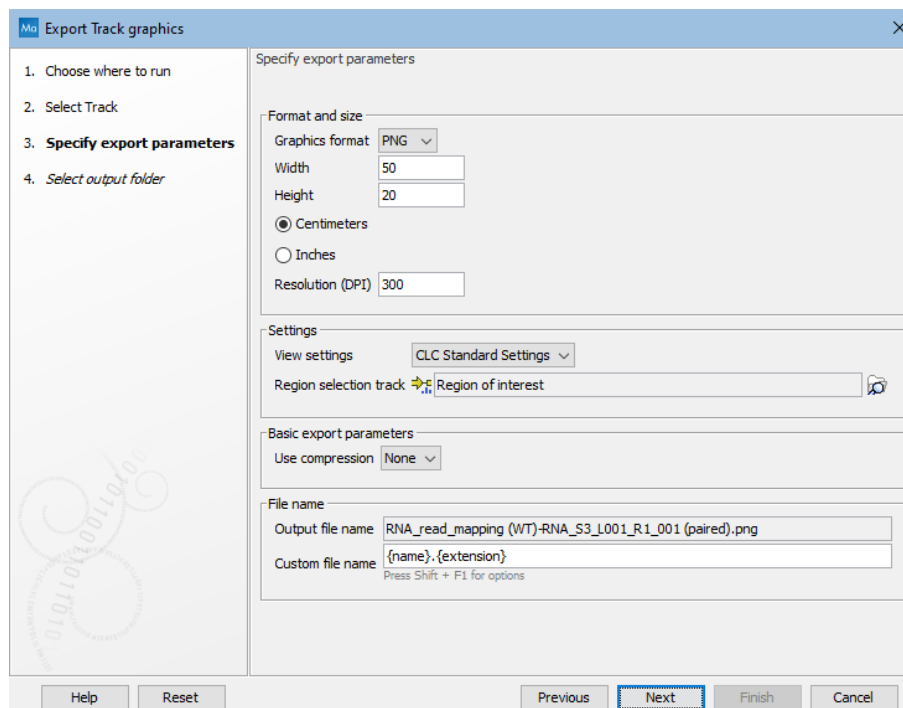 Ma Export Track graphics
1. Choose where to run
2. Select Track
3. Specify export parameters
4. Select output folder
Specify export parameters
Format and size
Graphics format PNG
Width 50
Height 20
Centimeters
Inches
Resolution (DPI) 300
Settings
View settings CLC Standard Settings
Region selection track Region of interest
Basic export parameters
Use compression None
File name
Output file name RNA_read_mapping (WT)-RNA_S3_L001_R1_001 (paired).png
Custom file name {name}.{extension}
Press Shift + F1 for options
Help Reset Previous Next Finish Cancel